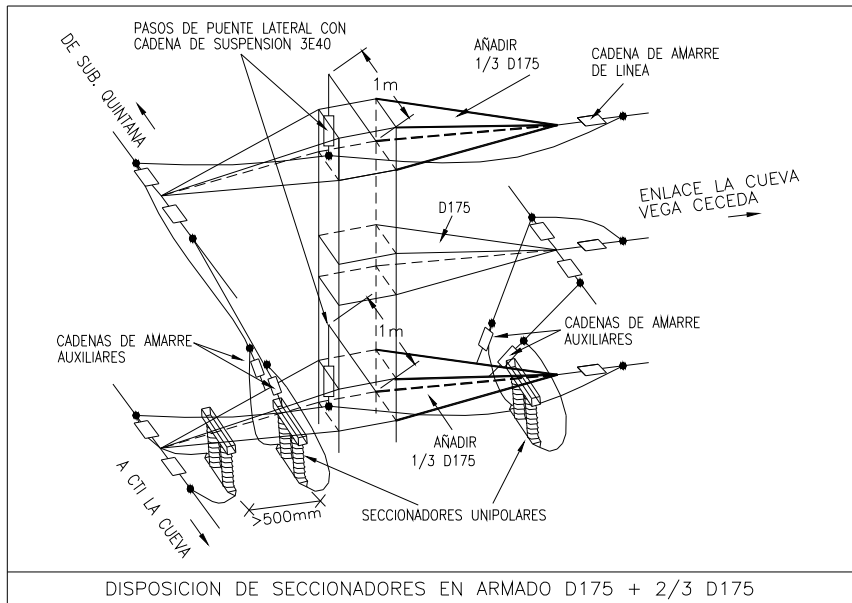 PASOS DE PUENTE LATERAL CON
CADENA DE SUSPENSION 3E40
DE SUB. QUINTANA
1m
AÑADIR
1/3 D175
CADENA DE AMARRE
DE LINEA
ENLACE LA CUEVA
VEGA CECEDA
D175
CADENAS DE AMARRE
AUXILIARES
1m
CADENAS DE AMARRE
AUXILIARES
AÑADIR
1/3 D175
A CTI LA CUEVA
>500mm
SECCIONADORES UNIPOLARES
DISPOSICION DE SECCIONADORES EN ARMADO D175 + 2/3 D175